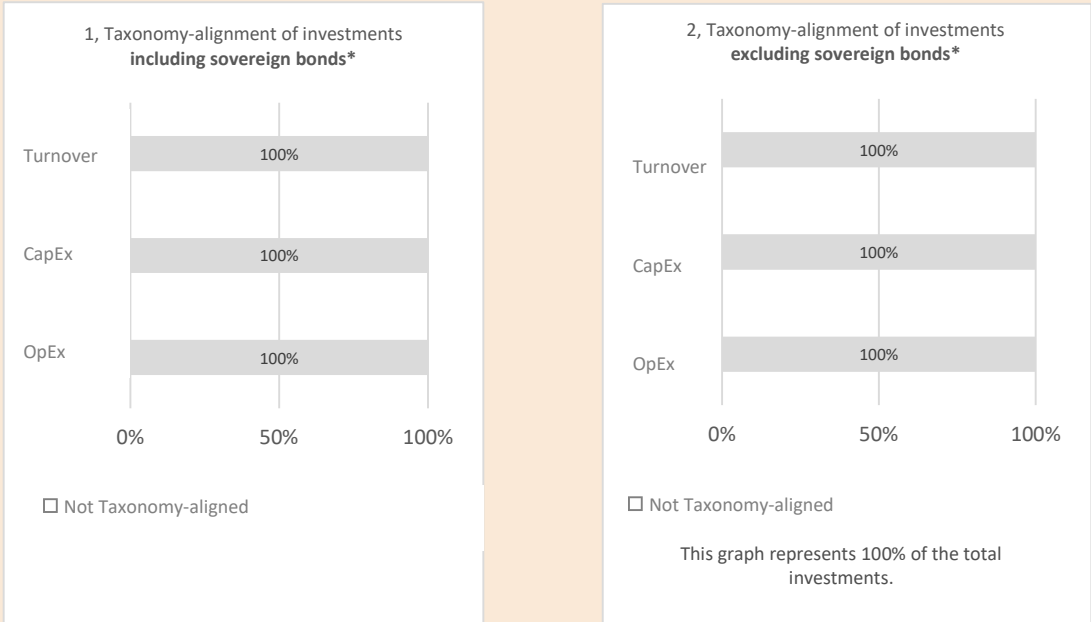 1, Taxonomy-alignment of investments
including sovereign bonds*
Turnover
100%
CapEx
100%
OpEx
100%
0%
50%
100%
Not Taxonomy-aligned
2, Taxonomy-alignment of investments
excluding sovereign bonds*
Turnover
100%
CapEx
100%
OpEx
100%
0%
50%
100%
Not Taxonomy-aligned
This graph represents 100% of the total
investments.